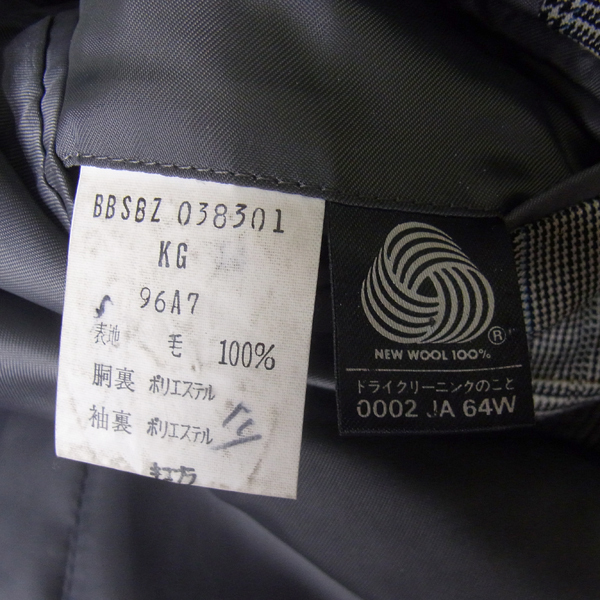 BBSBZ 038301
KG
96A7
表地 毛 100%
胴裏 ポリエステル
袖裏 ポリエステル
NEW WOOL 100%
®
ドライクリーニングのこと
0002 JA 64W